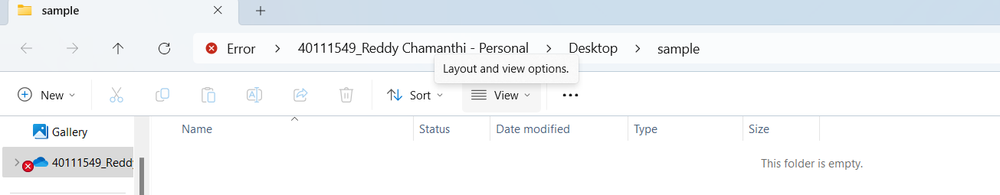 sample
Error > 40111549_Reddy Chamanthi - Personal > Desktop > sample
Layout and view options.
New Sort View
Gallery Name Status Date modified Type Size
40111549_Reddy
This folder is empty.